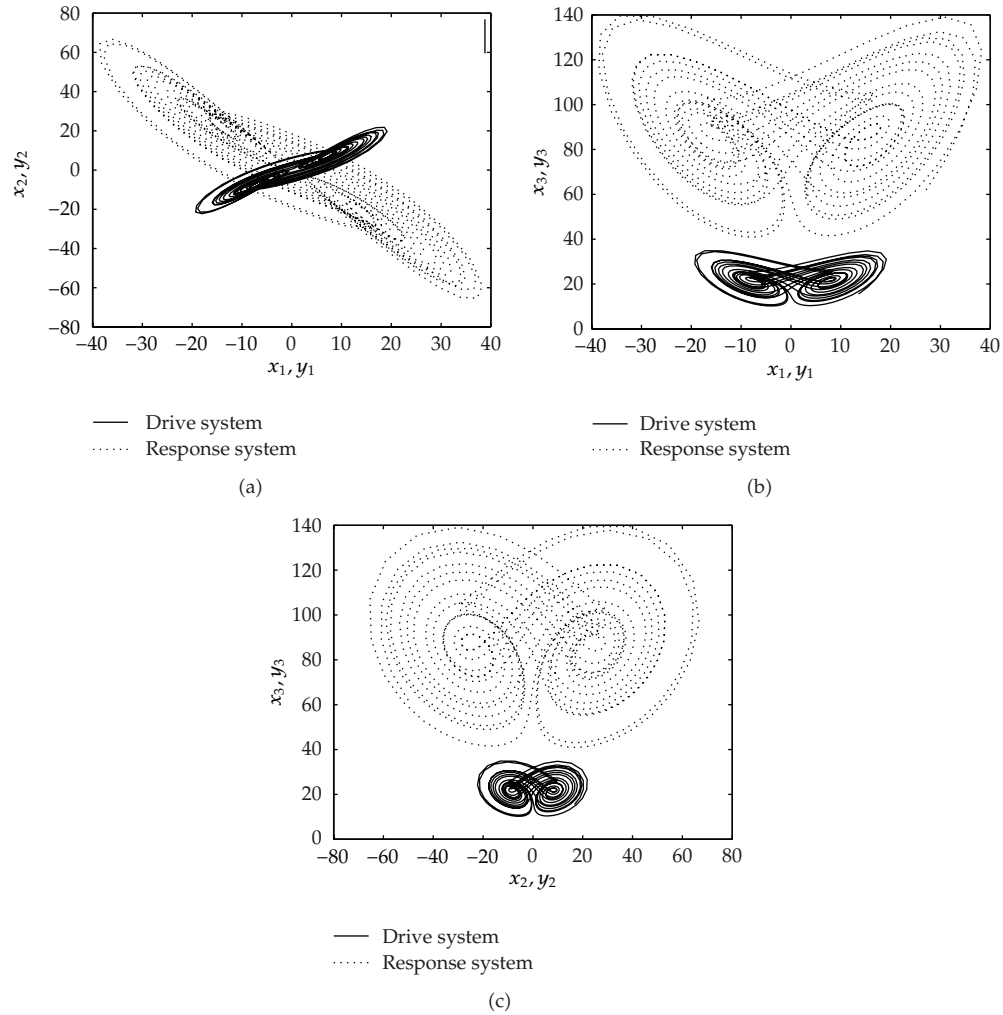 80
60
40
20
0
−20
−40
−60
−80
x2, y2
−40 −30 −20 −10 0 10 20 30 40
x1, y1
Drive system
Response system
(a)
140
120
100
80
60
40
20
0
x3, y3
−40 −30 −20 −10 0 10 20 30 40
x1, y1
Drive system
Response system
(b)
140
120
100
80
60
40
20
0
x3, y3
−80 −60 −40 −20 0 20 40 60 80
x2, y2
Drive system
Response system
(c)